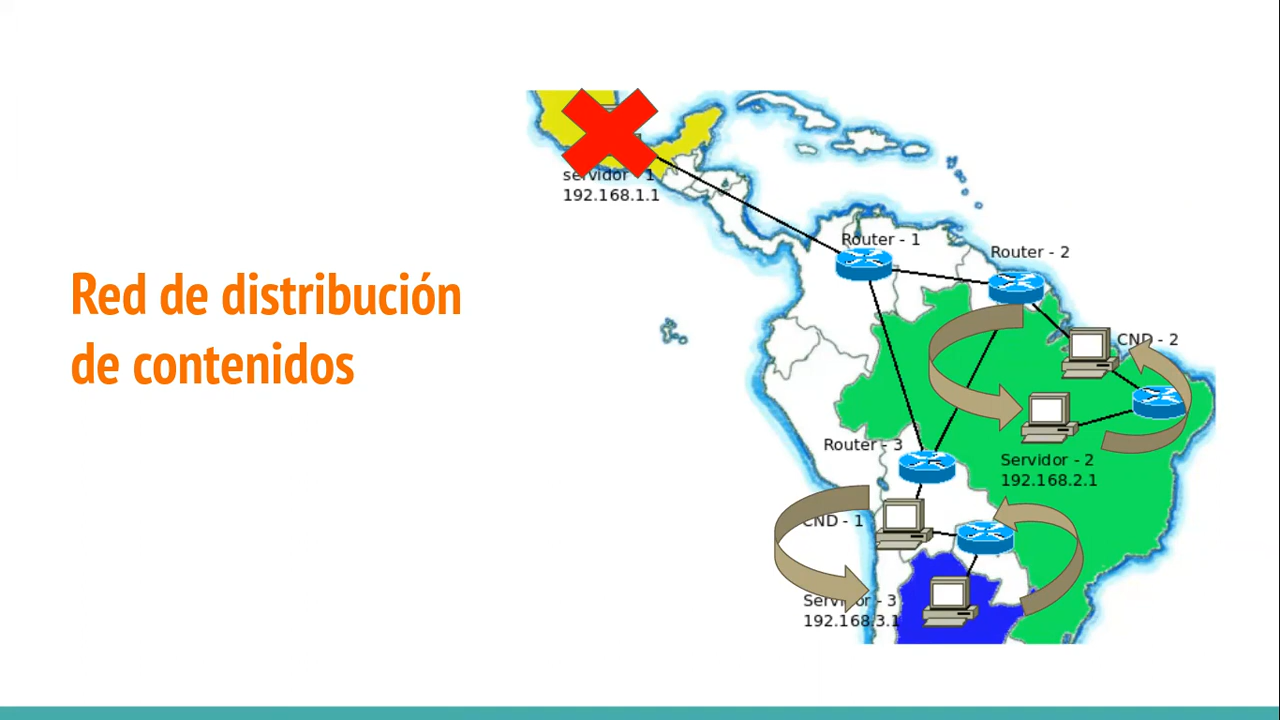 Red de distribución
de contenidos
servidor - 1
192.168.1.1
Router - 1
Router - 2
CND - 2
Router - 3
Servidor - 2
192.168.2.1
CND - 1
Servidor - 3
192.168.3.1